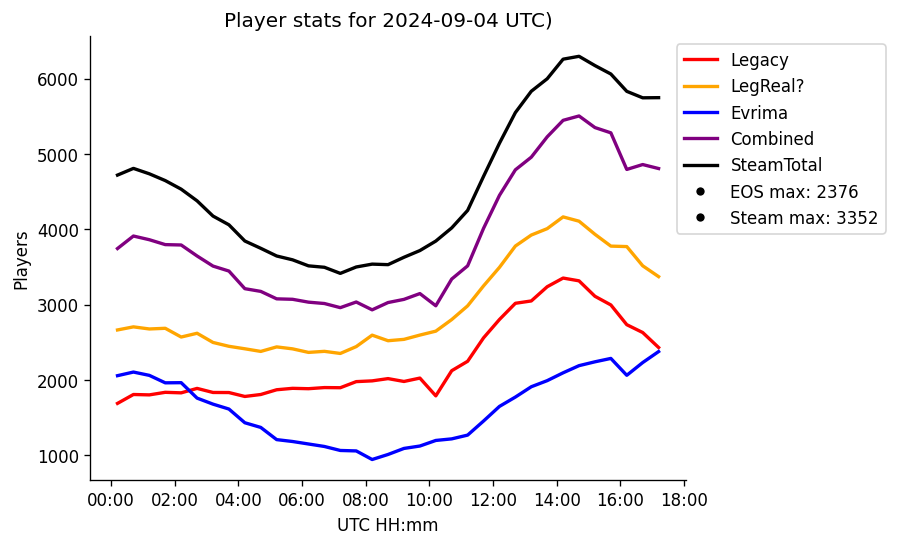 Player stats for 2024-09-04 UTC)
Players
6000
5000
4000
3000
2000
1000
00:00 02:00 04:00 06:00 08:00 10:00 12:00 14:00 16:00 18:00
UTC HH:mm
Legacy
LegReal?
Evrima
Combined
SteamTotal
EOS max: 2376
Steam max: 3352